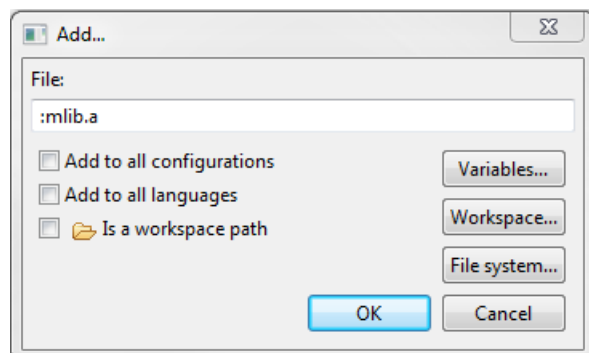 Add...
File:
:mlib.a
Add to all configurations
Variables...
Add to all languages
Workspace...
Is a workspace path
File system...
OK
Cancel